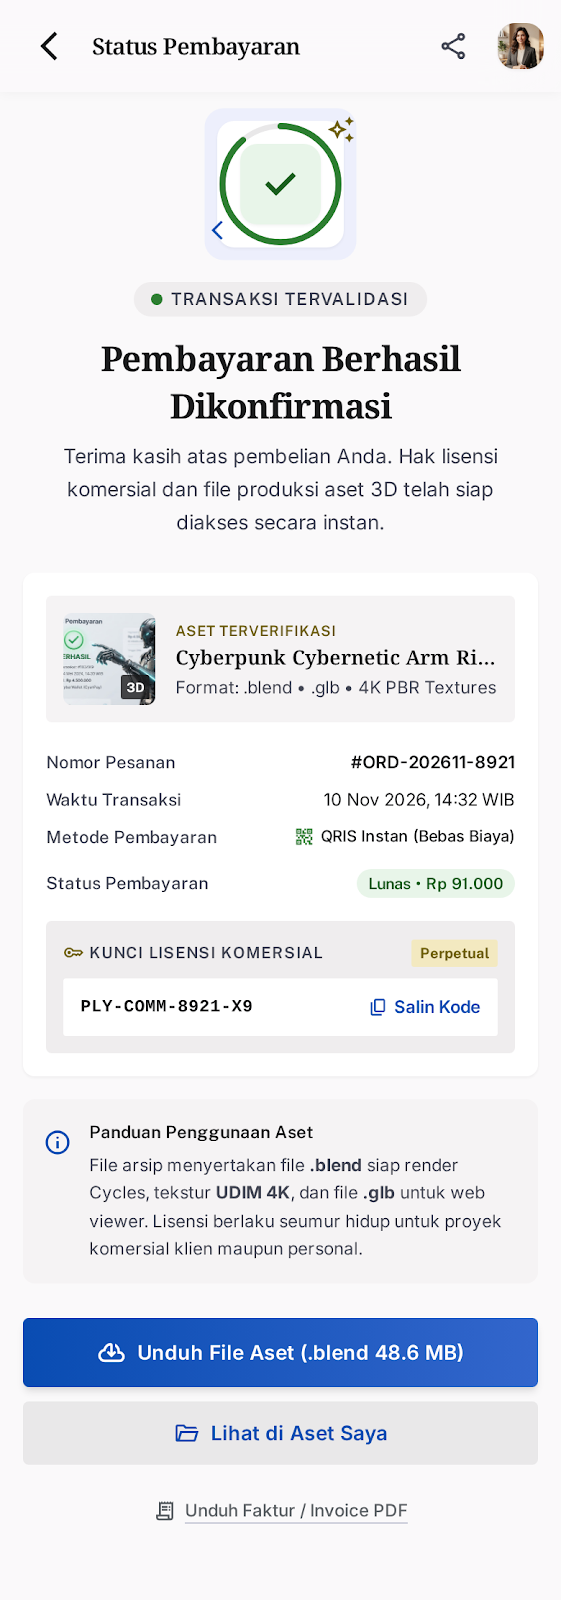 Status Pembayaran
TRANSAKSI TERVALIDASI
Pembayaran Berhasil
Dikonfirmasi
Terima kasih atas pembelian Anda. Hak lisensi
komersial dan file produksi aset 3D telah siap
diakses secara instan.
Pembayaran
ERHASIL
3D
ASET TERVERIFIKASI
Cyberpunk Cybernetic Arm Ri...
Format: .blend • .glb • 4K PBR Textures
Nomor Pesanan #ORD-202611-8921
Waktu Transaksi 10 Nov 2026, 14:32 WIB
Metode Pembayaran QRIS Instan (Bebas Biaya)
Status Pembayaran Lunas • Rp 91.000
KUNCI LISENSI KOMERSIAL Perpetual
PLY-COMM-8921-X9 Salin Kode
Panduan Penggunaan Aset
File arsip menyertakan file .blend siap render
Cycles, tekstur UDIM 4K, dan file .glb untuk web
viewer. Lisensi berlaku seumur hidup untuk proyek
komersial klien maupun personal.
Unduh File Aset (.blend 48.6 MB)
Lihat di Aset Saya
Unduh Faktur / Invoice PDF